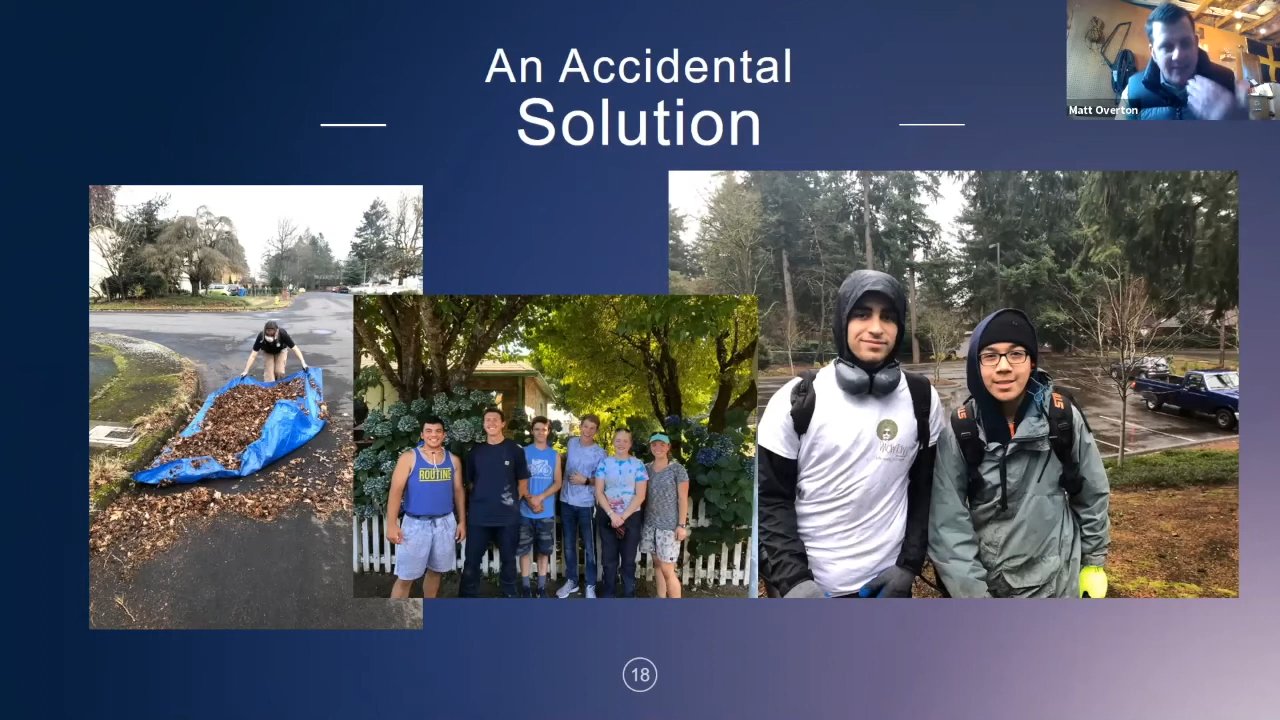 An Accidental
Solution
Matt Overton
ROUTINE
18